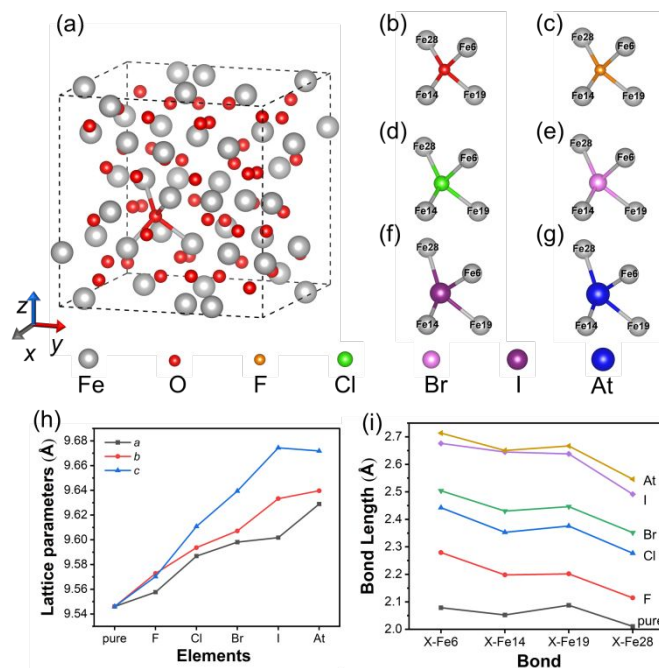 (a)
(b)
(c)
Fe28
Fe6
Fe14
Fe19
Fe28
Fe6
Fe14
Fe19
(d)
(e)
Fe28
Fe6
Fe14
Fe19
Fe28
Fe6
Fe14
Fe19
(f)
(g)
Fe28
Fe6
Fe14
Fe19
Fe28
Fe6
Fe14
Fe19
z
x
y
Fe
O
F
Cl
Br
I
At
(h)
Lattice parameters (Å)
9.68
9.66
9.64
9.62
9.60
9.58
9.56
9.54
a
b
c
pure
F
Cl
Br
I
At
Elements
(i)
Bond Length (Å)
2.7
2.6
2.5
2.4
2.3
2.2
2.1
2.0
At
I
Br
Cl
F
pure
X-Fe6
X-Fe14
X-Fe19
X-Fe28
Bond